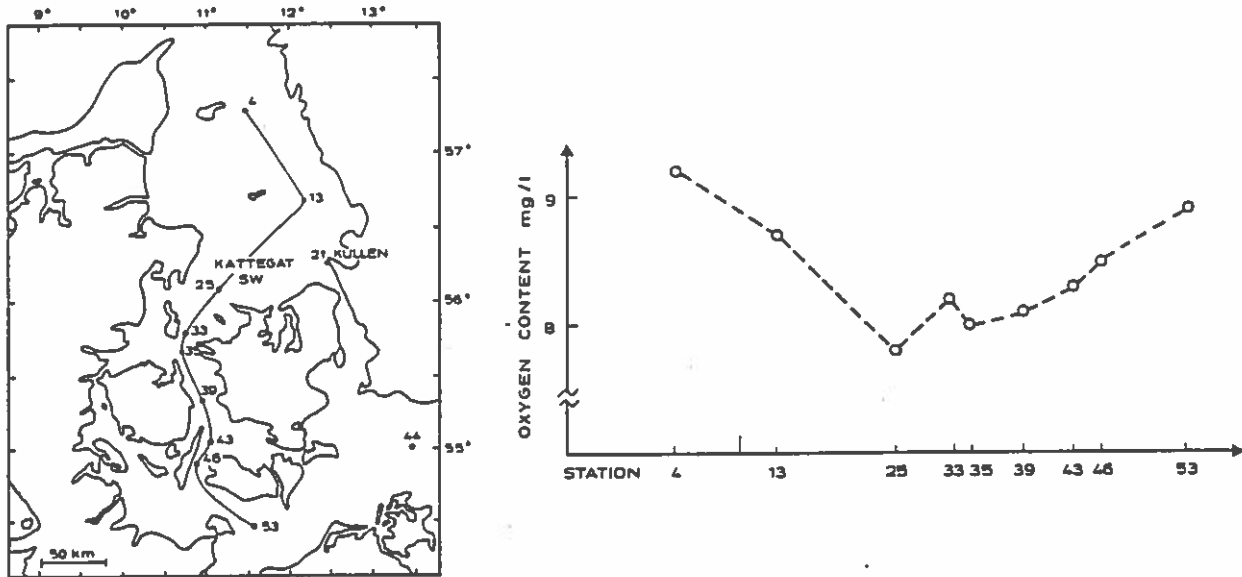 9° 10° 11° 12° 13°
4
57°
13
21 KULLEN
KATTEGAT
SW
25
56°
33
35
39
43
44
55°
46
53
50 km
OXYGEN CONTENT mg/l
9
8
STATION 4 13 25 33 35 39 43 46 53